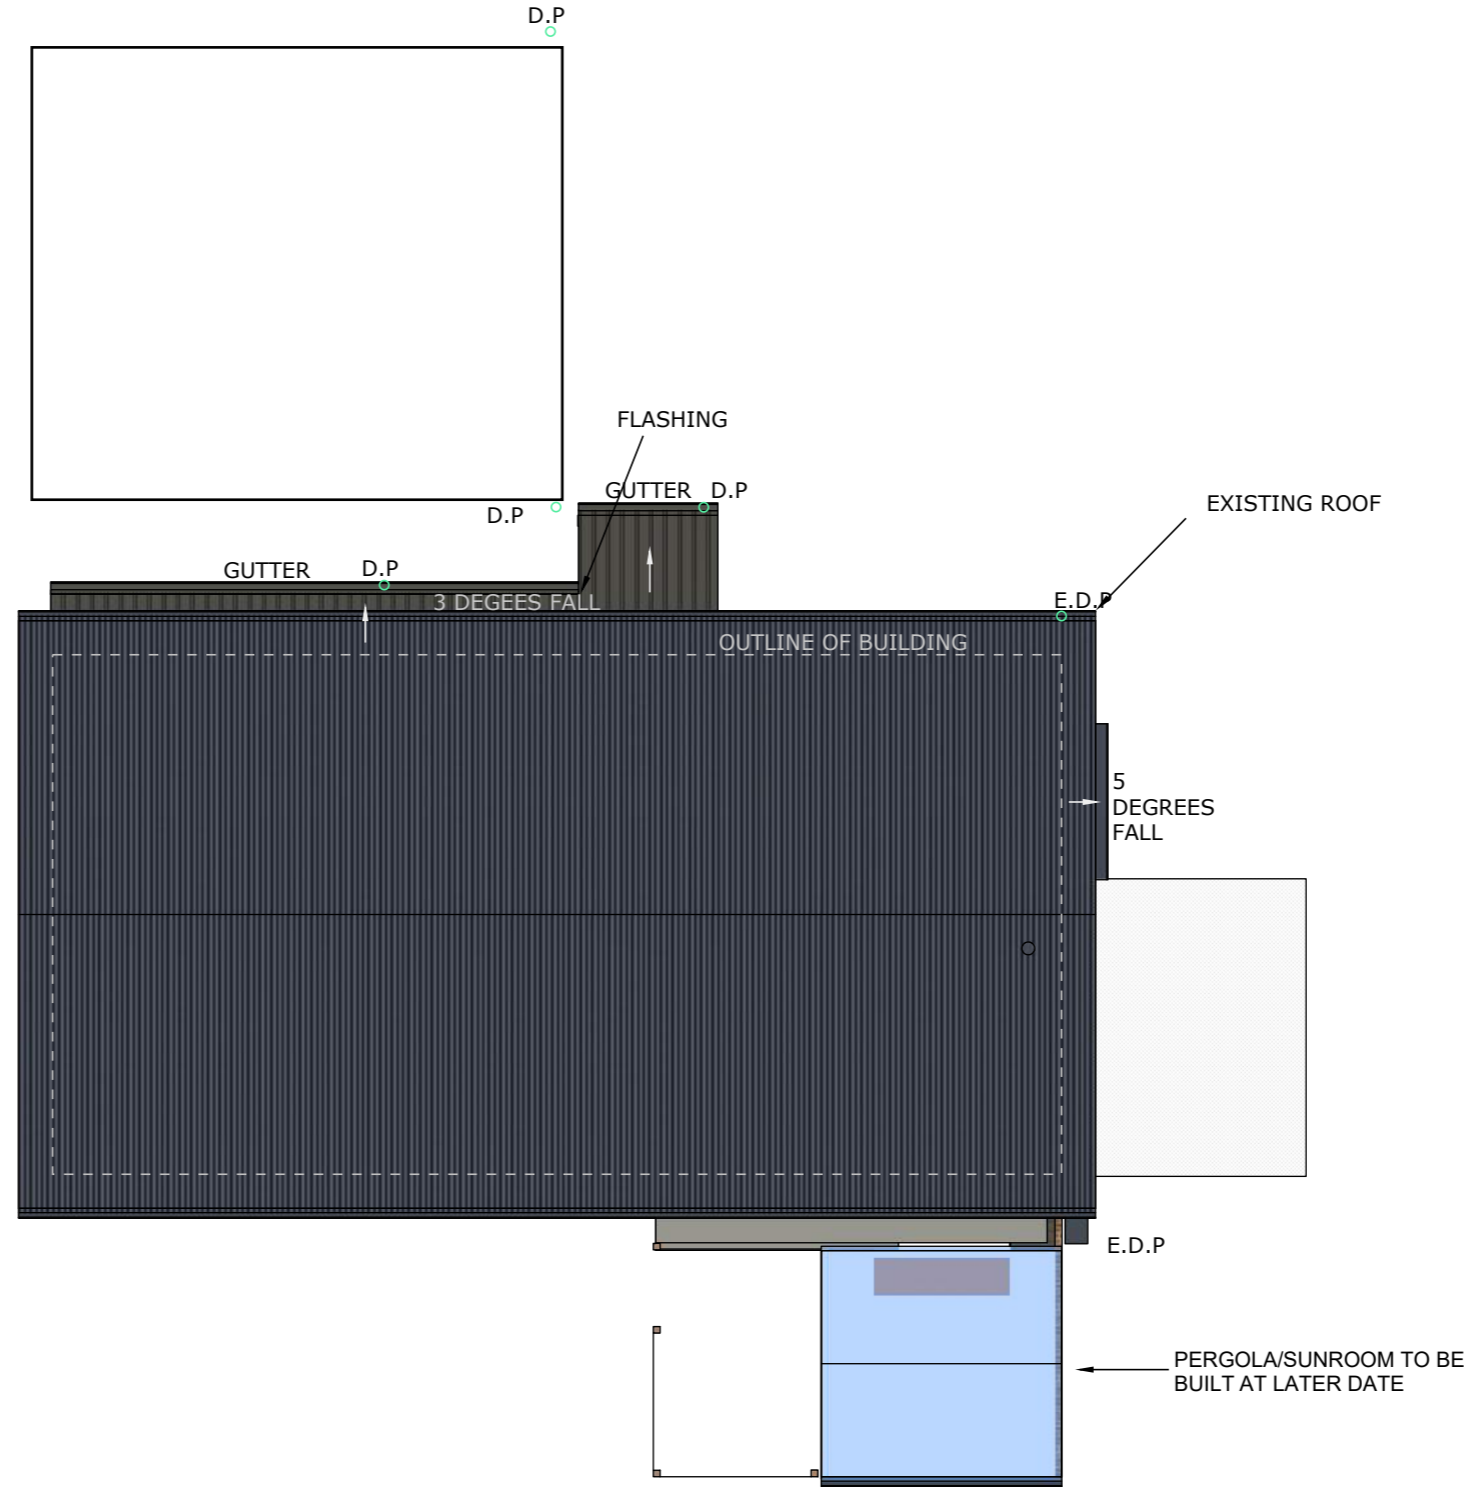 D.P
FLASHING
GUTTER
D.P
D.P
EXISTING ROOF
GUTTER
D.P
3 DEGEES FALL
E.D.P
OUTLINE OF BUILDING
5
DEGREES
FALL
E.D.P
PERGOLA/SUNROOM TO BE
BUILT AT LATER DATE